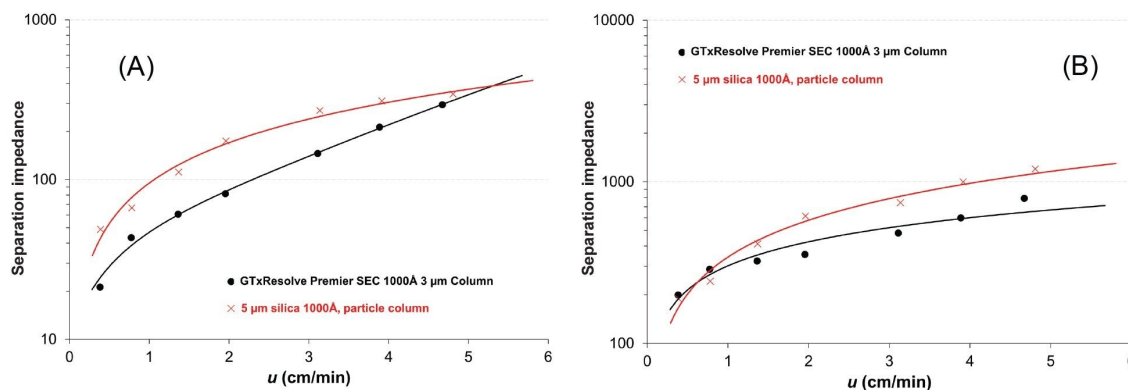 1000
(A)
100
10
Separation impedance
GTxResolve Premier SEC 1000Å 3 µm Column
5 µm silica 1000Å, particle column
0 1 2 3 4 5 6
u (cm/min)
10000
(B)
GTxResolve Premier SEC 1000Å 3 µm Column
5 µm silica 1000Å, particle column
1000
100
Separation impedance
0 1 2 3 4 5
u (cm/min)